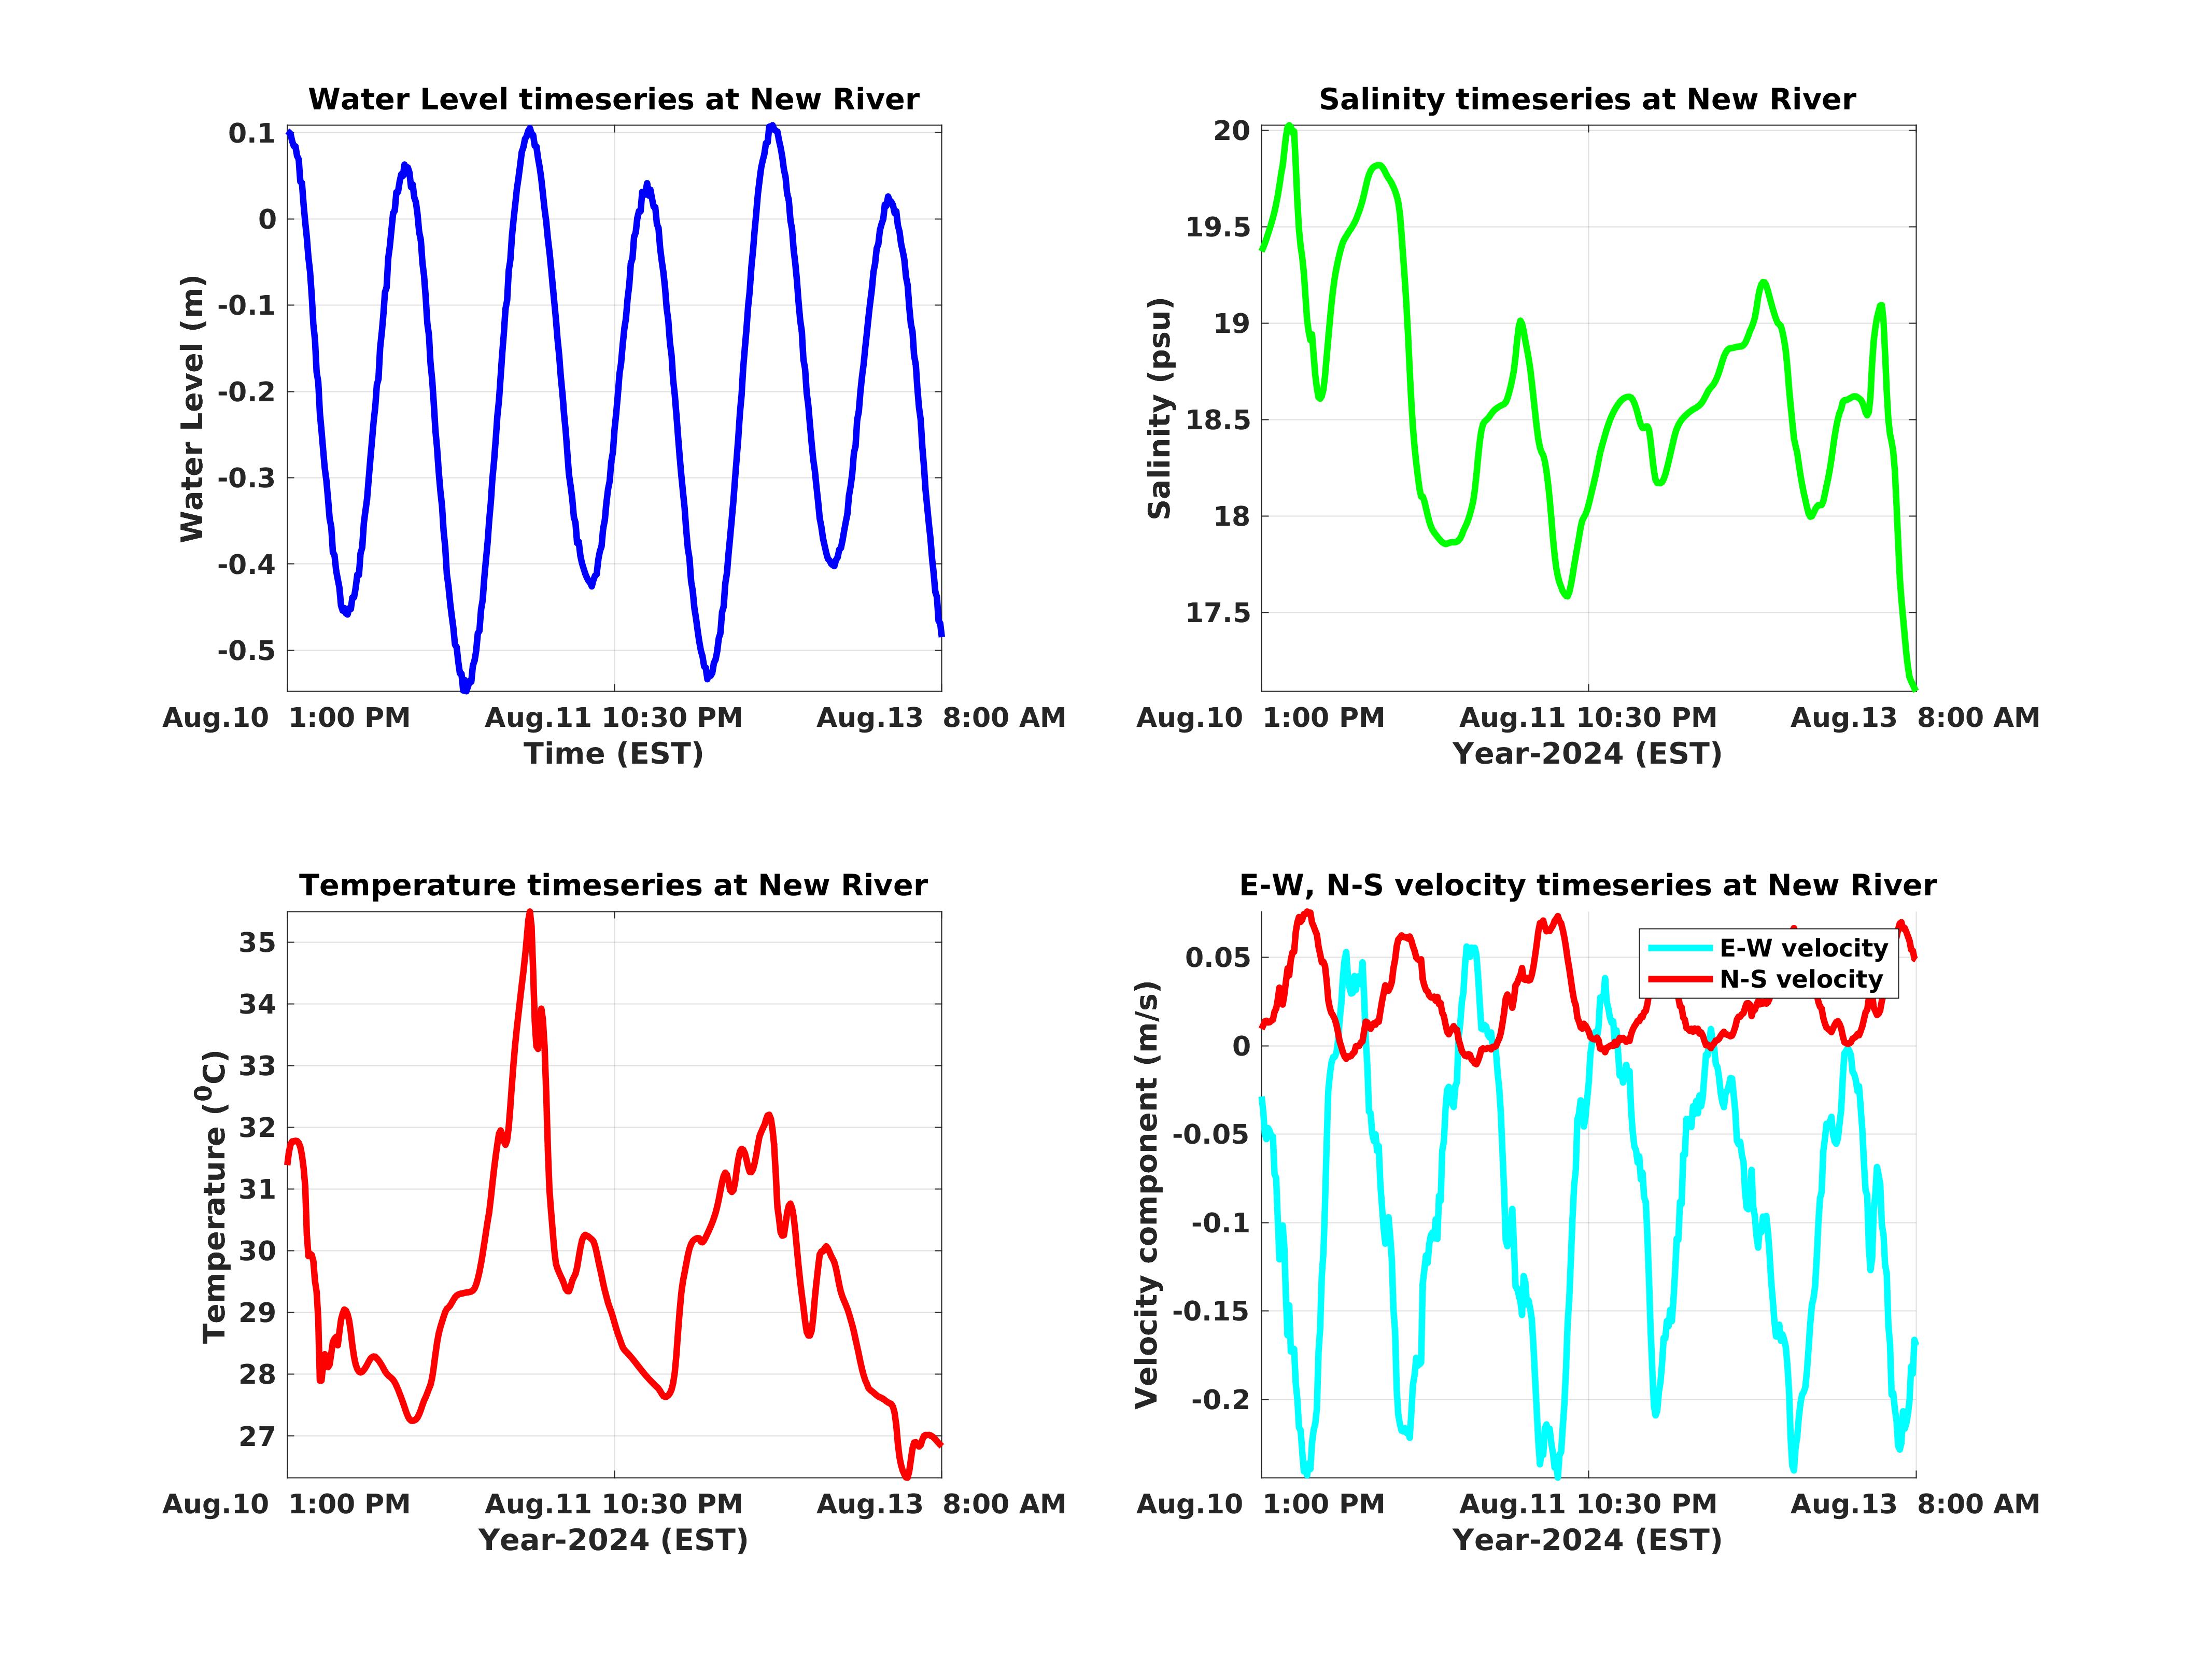 Water Level timeseries at New River
0.1
0
-0.1
-0.2
-0.3
-0.4
-0.5
Water Level (m)
Aug.10 1:00 PM Aug.11 10:30 PM Aug.13 8:00 AM
Time (EST)
Salinity timeseries at New River
20
19.5
19
18.5
18
17.5
Salinity (psu)
Aug.10 1:00 PM Aug.11 10:30 PM Aug.13 8:00 AM
Year-2024 (EST)
Temperature timeseries at New River
35
34
33
32
31
30
29
28
27
Temperature (⁰C)
Aug.10 1:00 PM Aug.11 10:30 PM Aug.13 8:00 AM
Year-2024 (EST)
E-W, N-S velocity timeseries at New River
E-W velocity
N-S velocity
0.05
0
-0.05
-0.1
-0.15
-0.2
Velocity component (m/s)
Aug.10 1:00 PM Aug.11 10:30 PM Aug.13 8:00 AM
Year-2024 (EST)